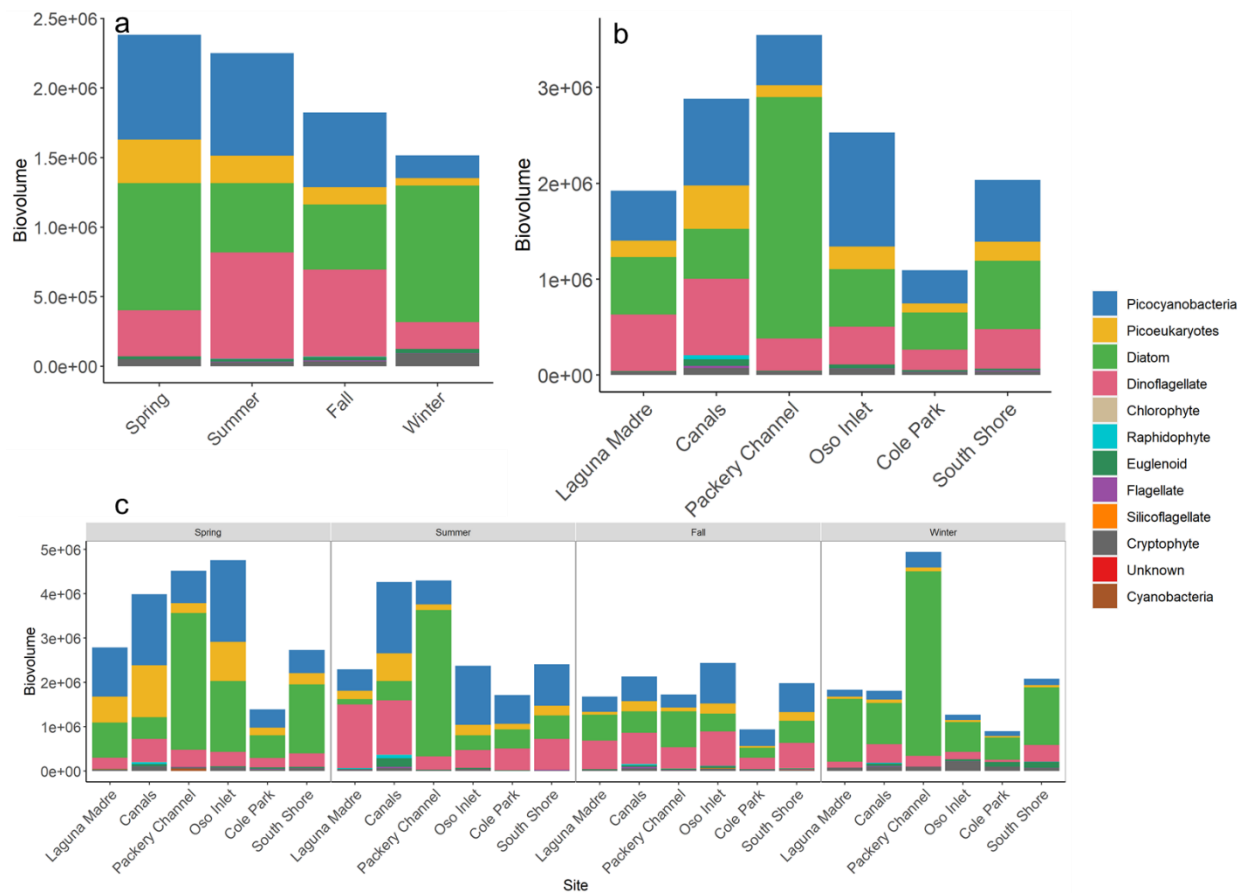 a
2.5e+06
2.0e+06
1.5e+06
1.0e+06
5.0e+05
0.0e+00
Biovolume
Spring
Summer
Fall
Winter
b
3e+06
2e+06
1e+06
0e+00
Biovolume
Laguna Madre
Canals
Packery Channel
Oso Inlet
Cole Park
South Shore
Picocyanobacteria
Picoeukaryotes
Diatom
Dinoflagellate
Chlorophyte
Raphidophyte
Euglenoid
Flagellate
Silicoflagellate
Cryptophyte
Unknown
Cyanobacteria
c
Spring
Summer
Fall
Winter
5e+06
4e+06
3e+06
2e+06
1e+06
0e+00
Biovolume
Laguna Madre
Canals
Packery Channel
Oso Inlet
Cole Park
South Shore
Laguna Madre
Canals
Packery Channel
Oso Inlet
Cole Park
South Shore
Laguna Madre
Canals
Packery Channel
Oso Inlet
Cole Park
South Shore
Laguna Madre
Canals
Packery Channel
Oso Inlet
Cole Park
South Shore
Site